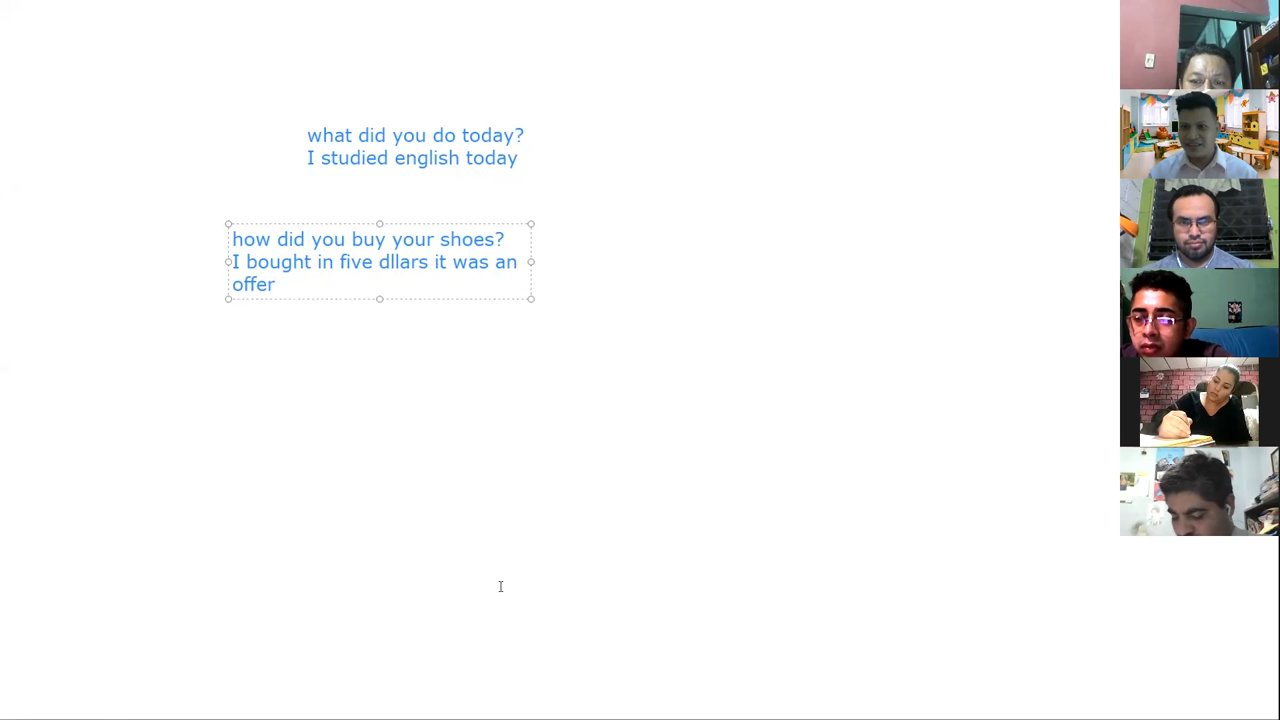 what did you do today?
I studied english today
how did you buy your shoes?
I bought in five dllars it was an
offer